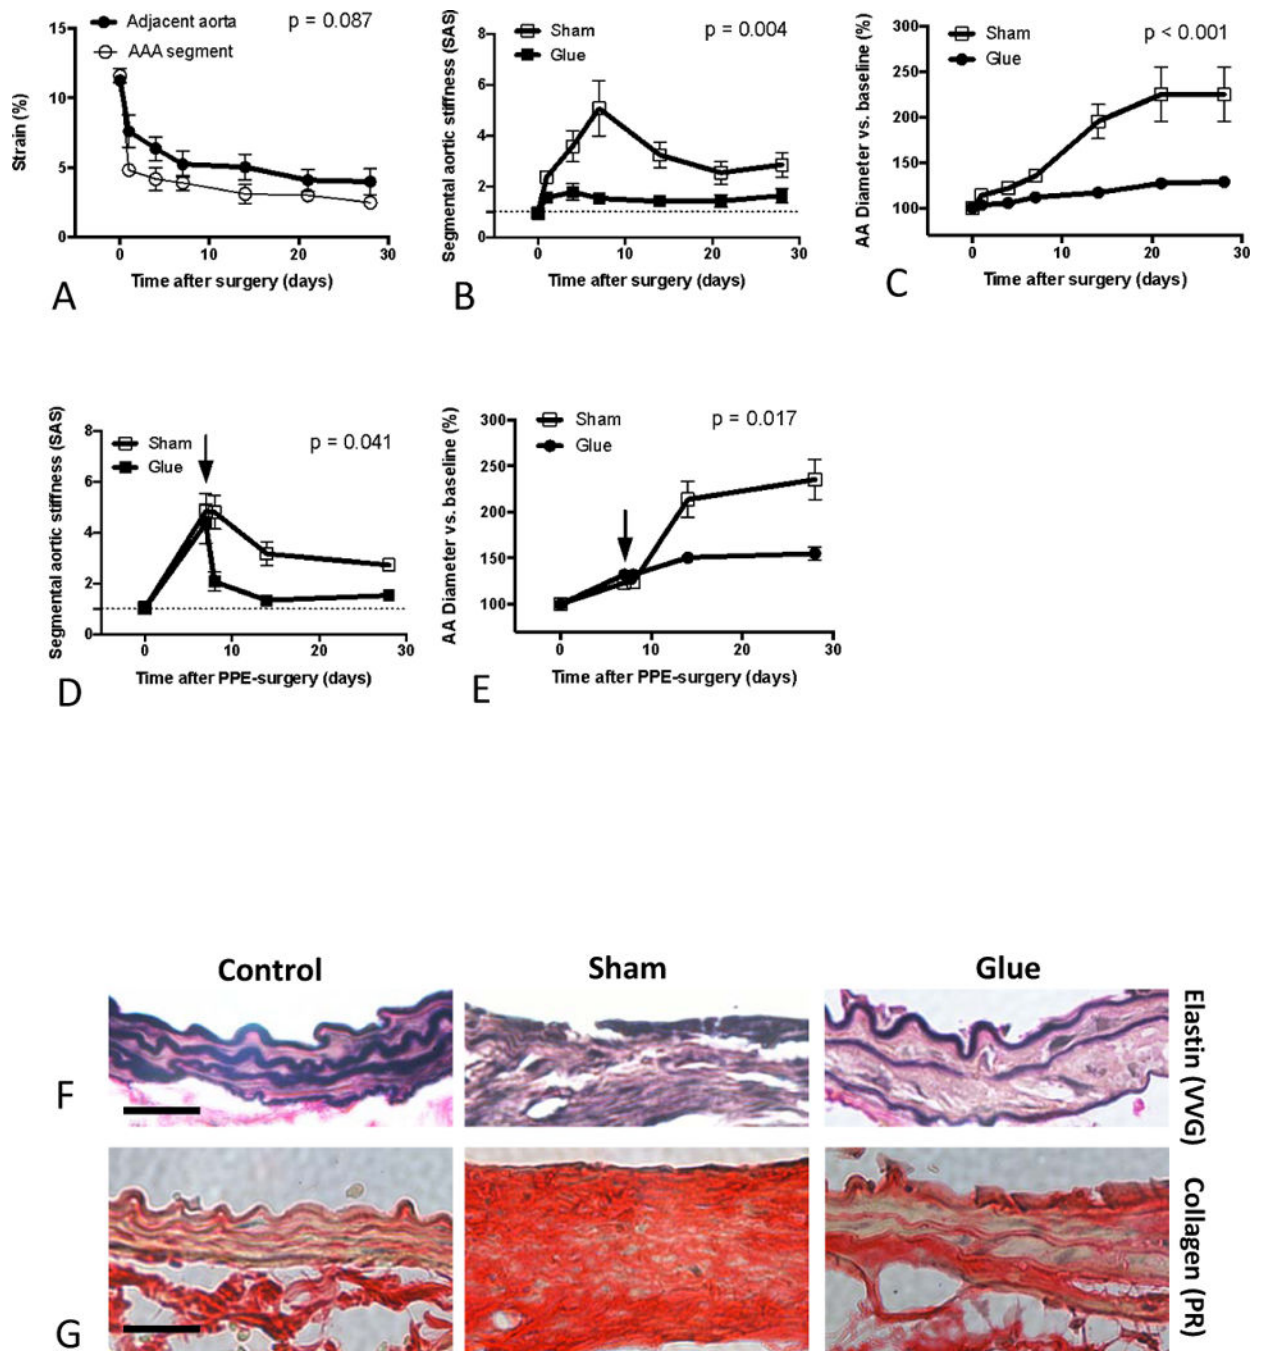 Adjacent aorta
AAA segment
p = 0.087
15
10
5
0
Strain (%)
0 10 20 30
Time after surgery (days)
A
Sham
Glue
p = 0.004
8
6
4
2
0
Segmental aortic stiffness (SAS)
0 10 20 30
Time after surgery (days)
B
Sham
Glue
p < 0.001
300
250
200
150
100
AA Diameter vs. baseline (%)
0 10 20 30
Time after surgery (days)
C
Sham
Glue
p = 0.041
8
6
4
2
0
Segmental aortic stiffness (SAS)
0 10 20 30
Time after PPE-surgery (days)
D
Sham
Glue
p = 0.017
300
250
200
150
100
AA Diameter vs. baseline (%)
0 10 20 30
Time after PPE-surgery (days)
E
Control Sham Glue
F
Elastin (VVG)
G
Collagen (PR)